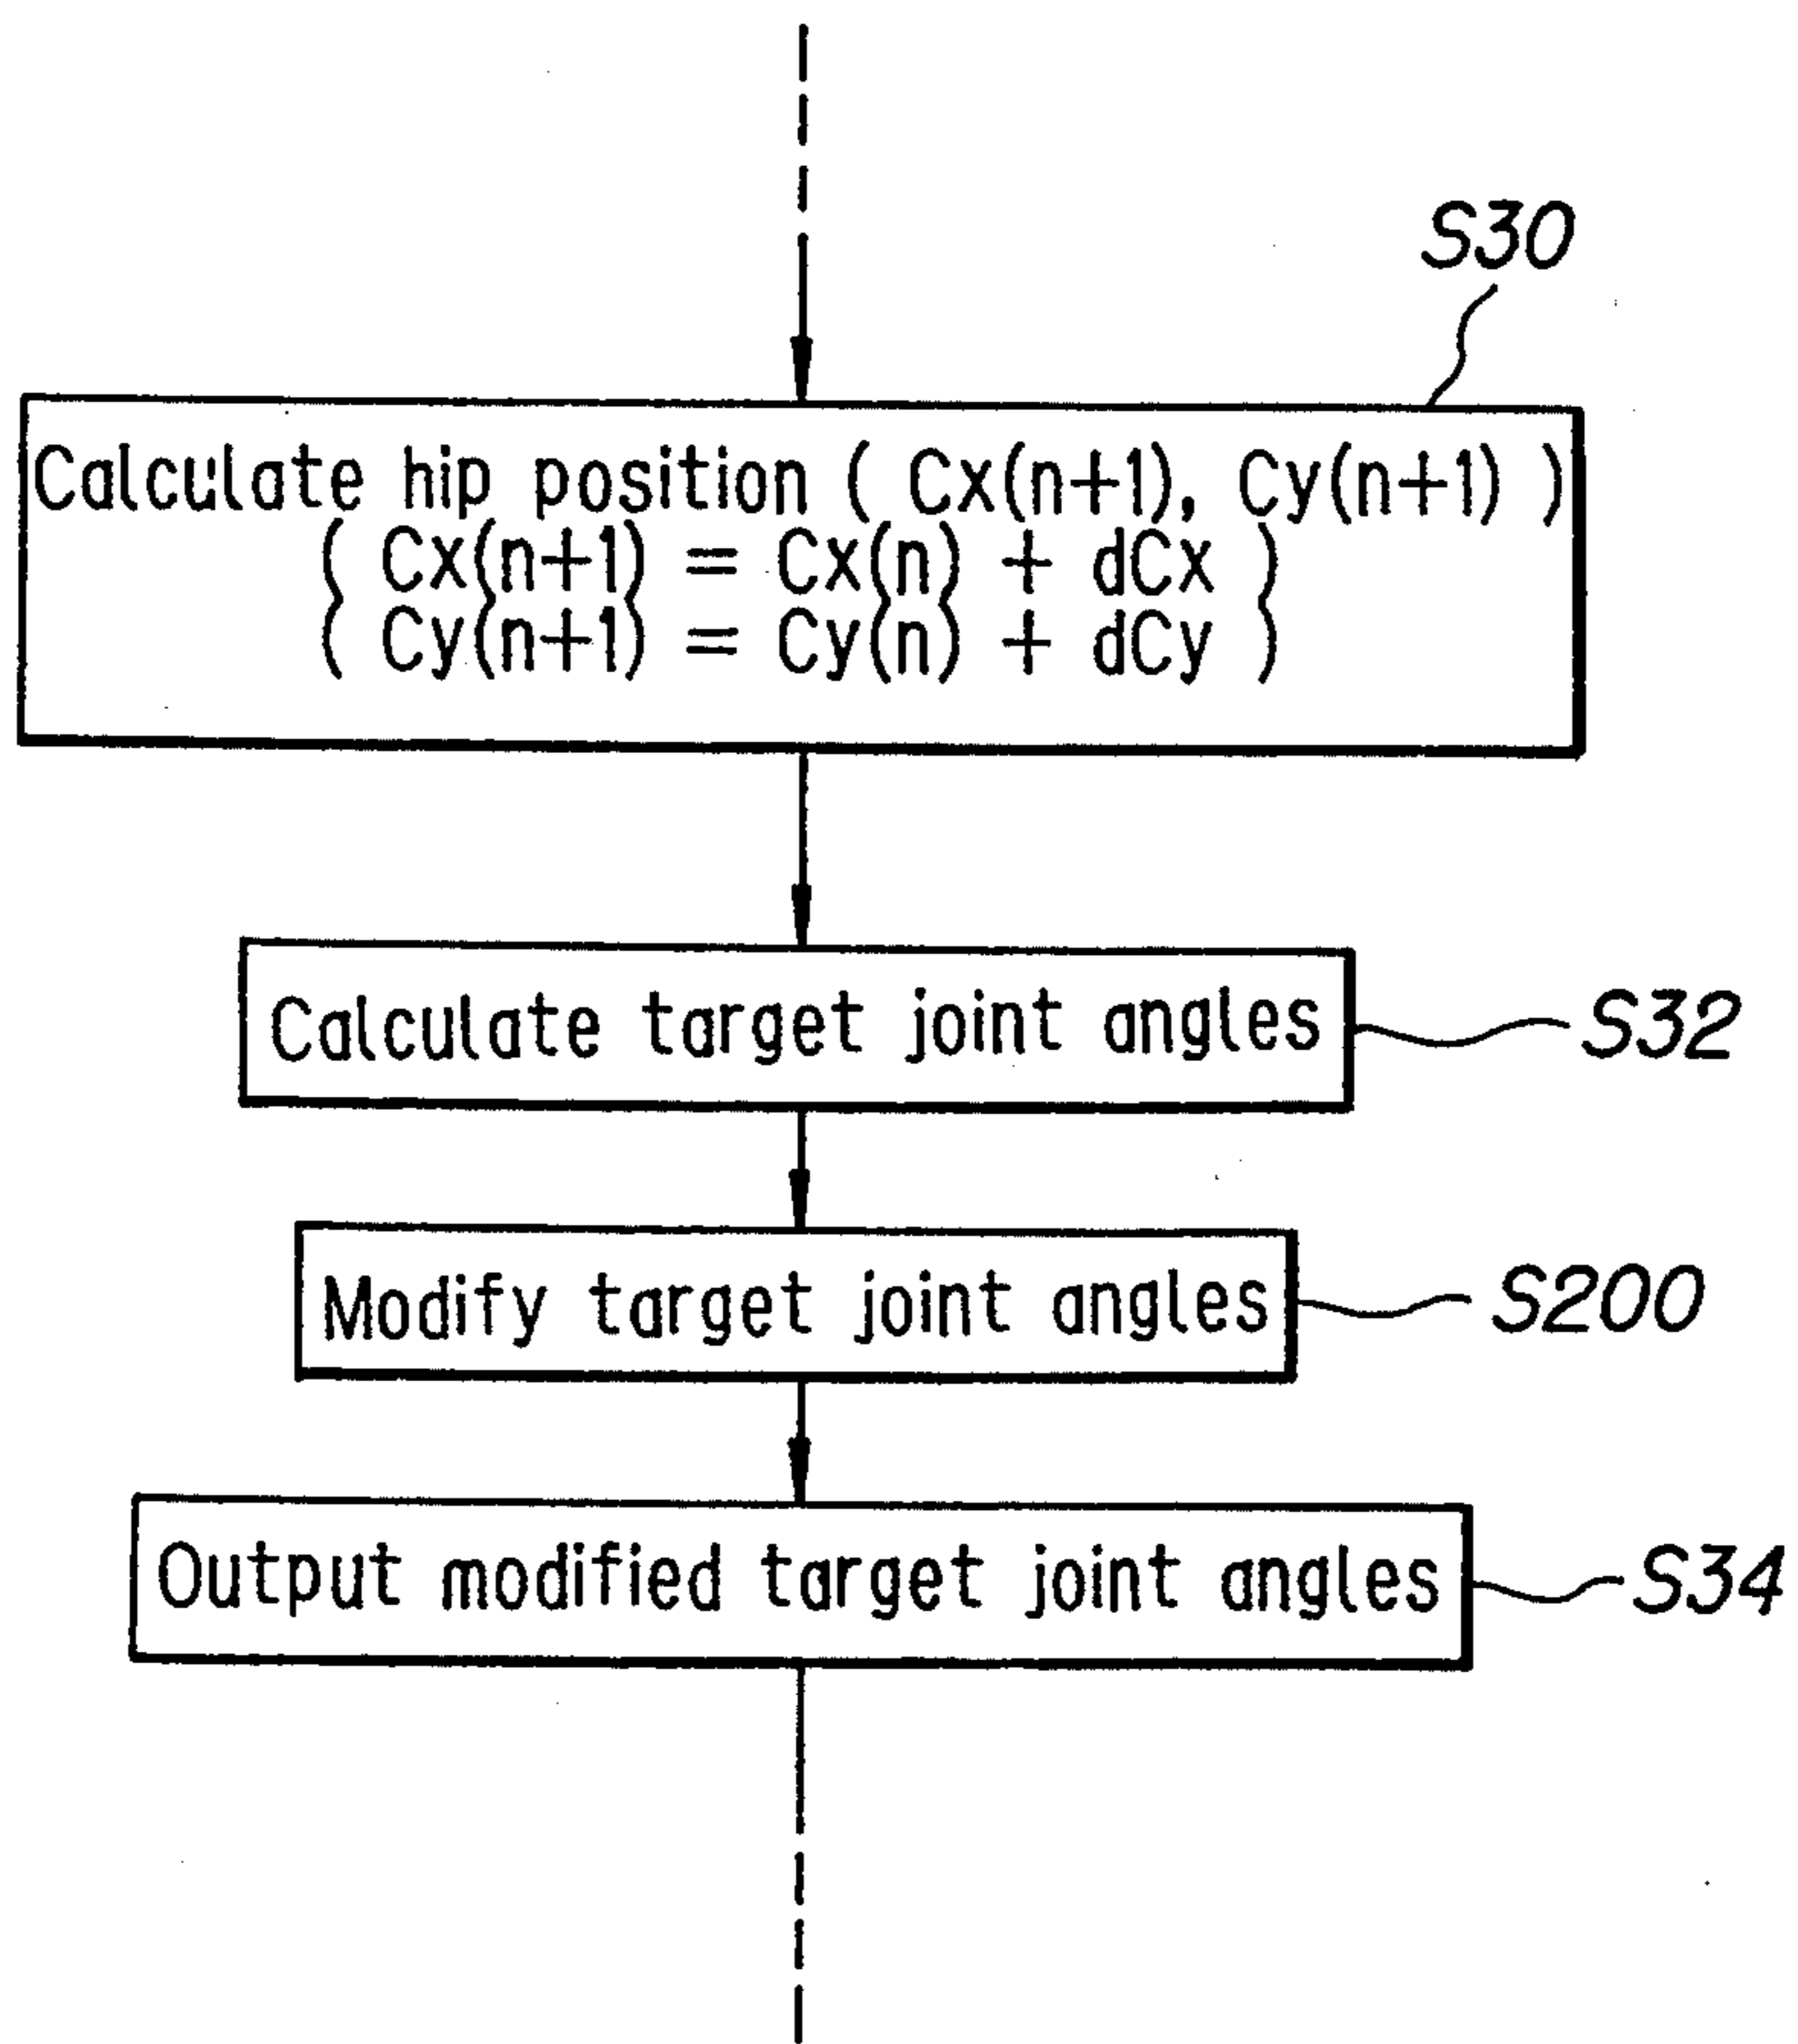 S30
Calculate hip position ( Cx(n+1), Cy(n+1) )
( Cx(n+1) = Cx(n) + dCx )
( Cy(n+1) = Cy(n) + dCy )
Calculate target joint angles
S32
Modify target joint angles
S200
Output modified target joint angles
S34